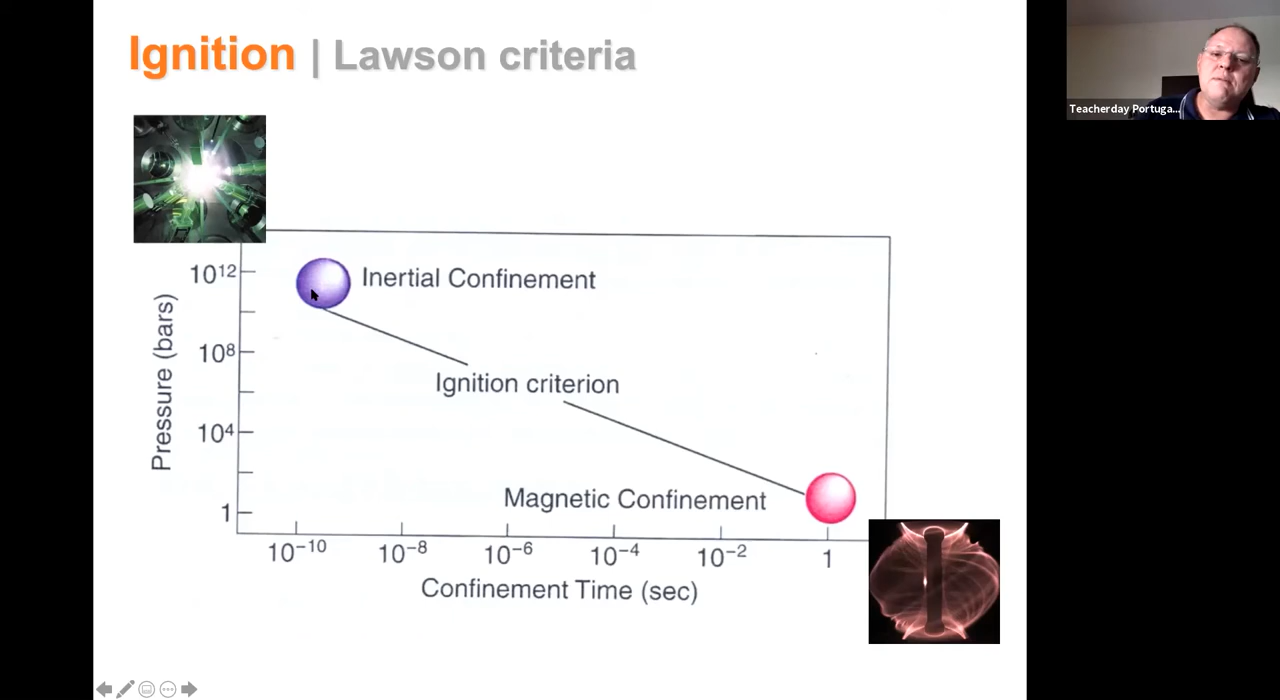 Ignition | Lawson criteria
Teacherday Portuga...
10¹²
Inertial Confinement
10⁸
Ignition criterion
10⁴
Magnetic Confinement
1
Pressure (bars)
10⁻¹⁰ 10⁻⁸ 10⁻⁶ 10⁻⁴ 10⁻² 1
Confinement Time (sec)